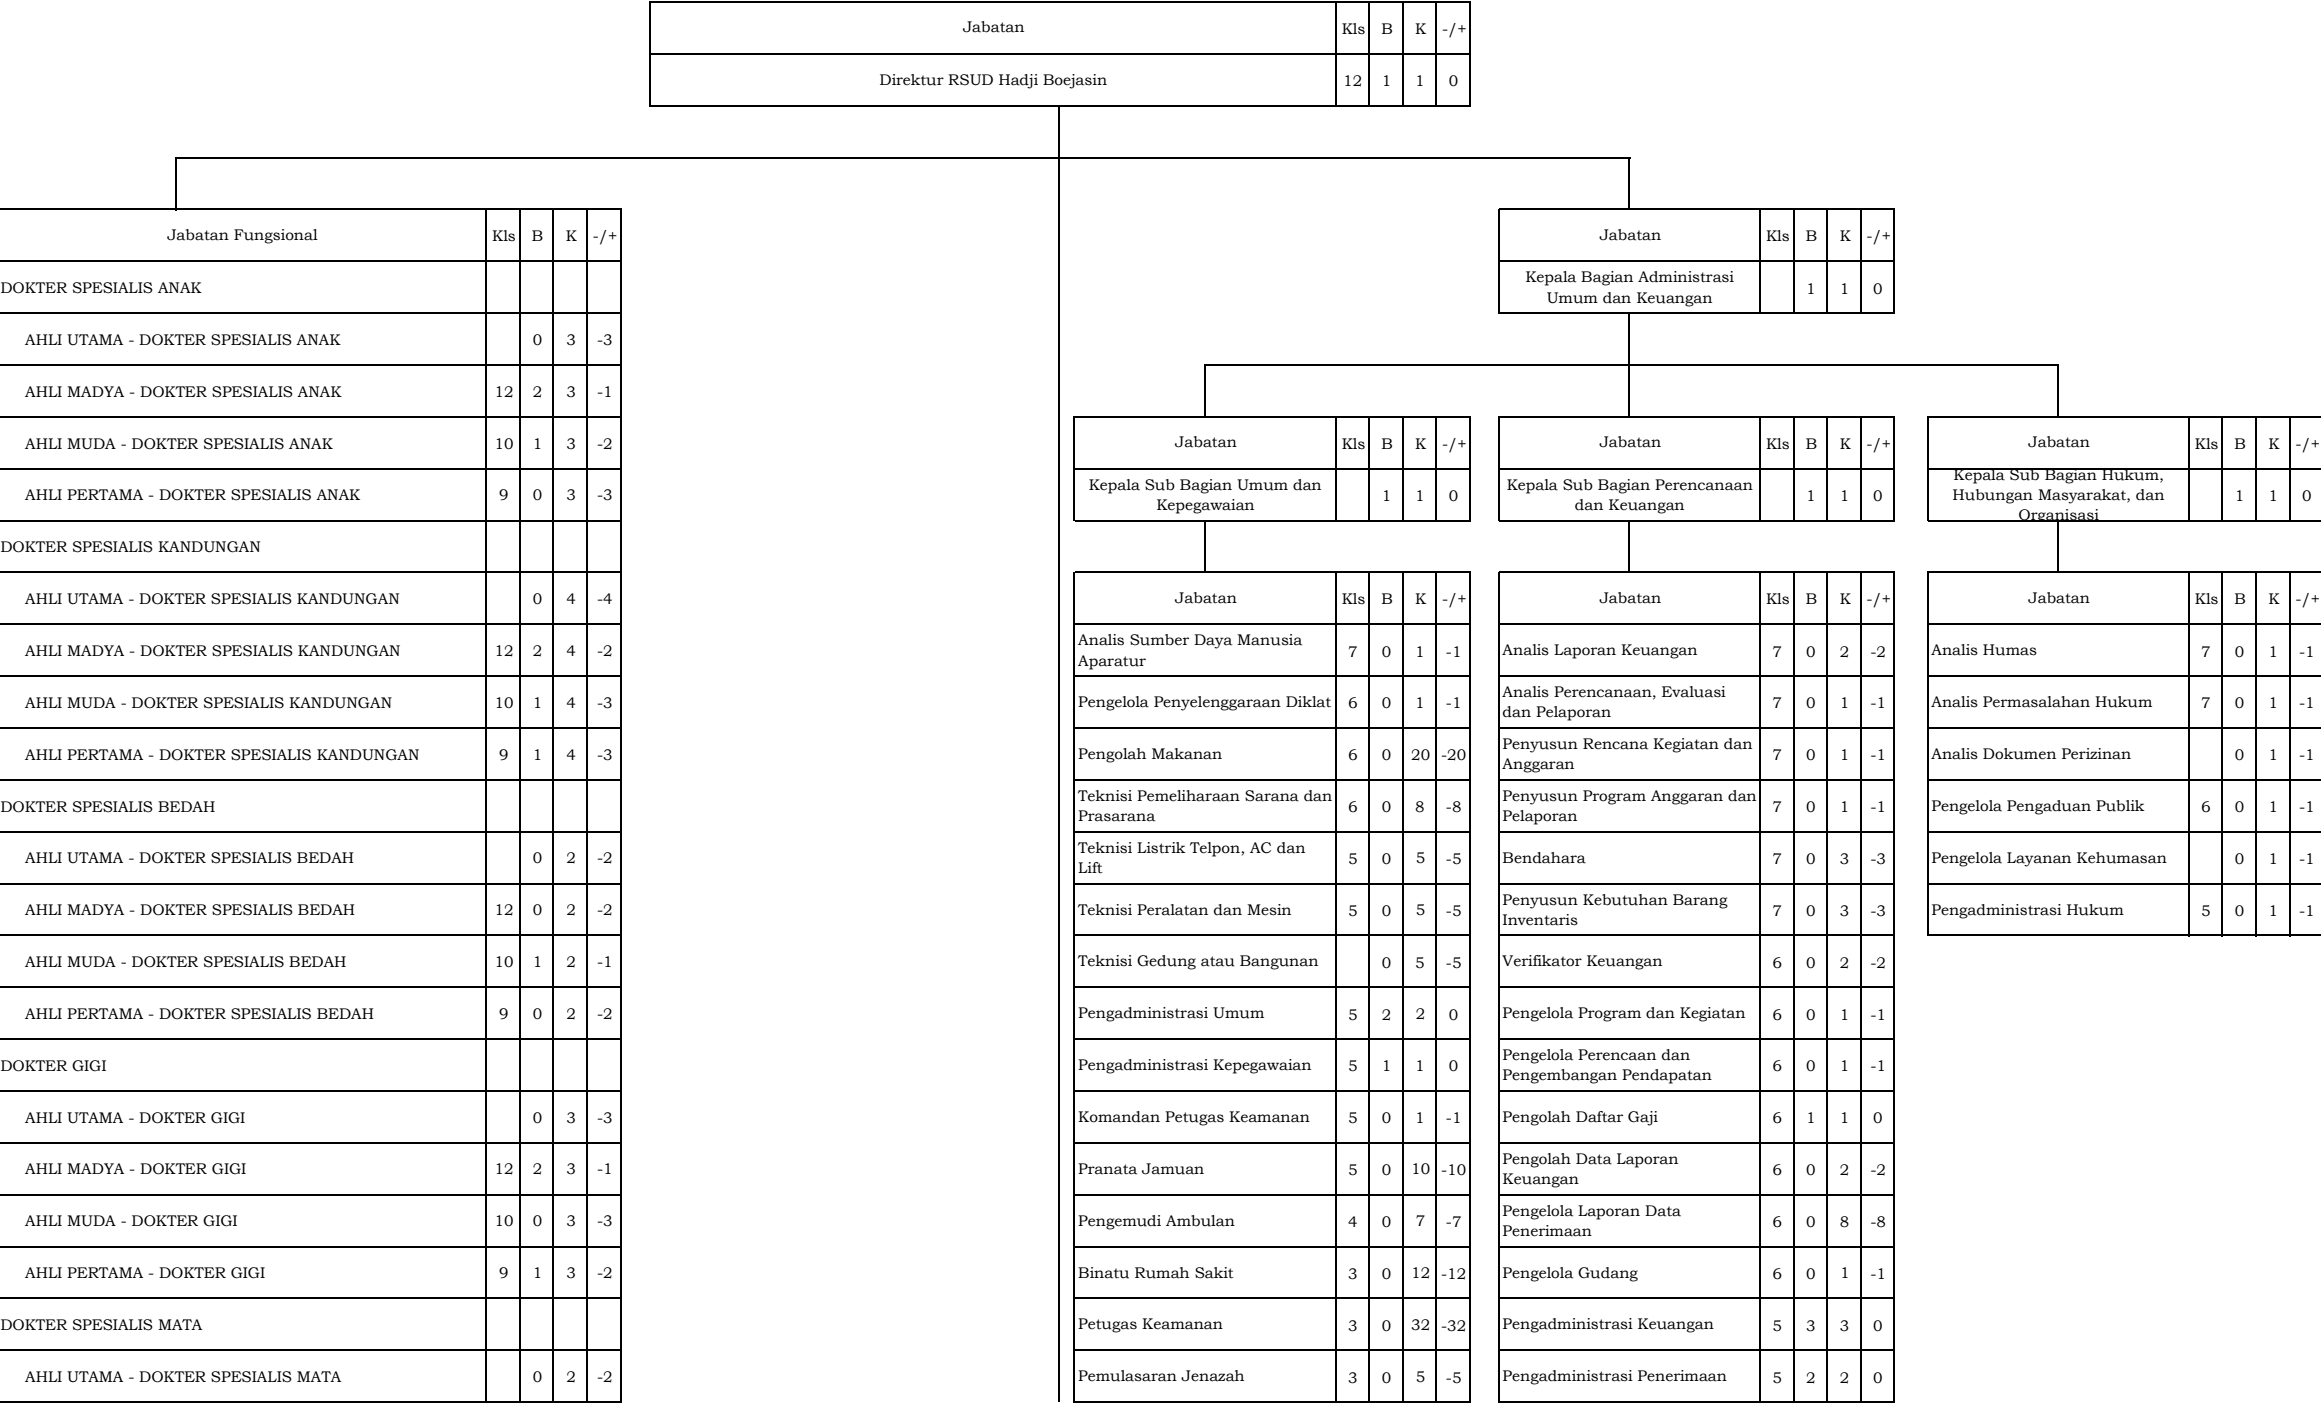 Jabatan Kls B K -/+
Direktur RSUD Hadji Boejasin 12 1 1 0
Jabatan Fungsional Kls B K -/+
DOKTER SPESIALIS ANAK
AHLI UTAMA - DOKTER SPESIALIS ANAK 0 3 -3
AHLI MADYA - DOKTER SPESIALIS ANAK 12 2 3 -1
AHLI MUDA - DOKTER SPESIALIS ANAK 10 1 3 -2
AHLI PERTAMA - DOKTER SPESIALIS ANAK 9 0 3 -3
DOKTER SPESIALIS KANDUNGAN
AHLI UTAMA - DOKTER SPESIALIS KANDUNGAN 0 4 -4
AHLI MADYA - DOKTER SPESIALIS KANDUNGAN 12 2 4 -2
AHLI MUDA - DOKTER SPESIALIS KANDUNGAN 10 1 4 -3
AHLI PERTAMA - DOKTER SPESIALIS KANDUNGAN 9 1 4 -3
DOKTER SPESIALIS BEDAH
AHLI UTAMA - DOKTER SPESIALIS BEDAH 0 2 -2
AHLI MADYA - DOKTER SPESIALIS BEDAH 12 0 2 -2
AHLI MUDA - DOKTER SPESIALIS BEDAH 10 1 2 -1
AHLI PERTAMA - DOKTER SPESIALIS BEDAH 9 0 2 -2
DOKTER GIGI
AHLI UTAMA - DOKTER GIGI 0 3 -3
AHLI MADYA - DOKTER GIGI 12 2 3 -1
AHLI MUDA - DOKTER GIGI 10 0 3 -3
AHLI PERTAMA - DOKTER GIGI 9 1 3 -2
DOKTER SPESIALIS MATA
AHLI UTAMA - DOKTER SPESIALIS MATA 0 2 -2
Jabatan Kls B K -/+
Kepala Bagian Administrasi
Umum dan Keuangan 1 1 0
Jabatan Kls B K -/+
Kepala Sub Bagian Umum dan
Kepegawaian 1 1 0
Jabatan Kls B K -/+
Analis Sumber Daya Manusia
Aparatur 7 0 1 -1
Pengelola Penyelenggaraan Diklat 6 0 1 -1
Pengolah Makanan 6 0 20 -20
Teknisi Pemeliharaan Sarana dan
Prasarana 6 0 8 -8
Teknisi Listrik Telpon, AC dan
Lift 5 0 5 -5
Teknisi Peralatan dan Mesin 5 0 5 -5
Teknisi Gedung atau Bangunan 0 5 -5
Pengadministrasi Umum 5 2 2 0
Pengadministrasi Kepegawaian 5 1 1 0
Komandan Petugas Keamanan 5 0 1 -1
Pranata Jamuan 5 0 10 -10
Pengemudi Ambulan 4 0 7 -7
Binatu Rumah Sakit 3 0 12 -12
Petugas Keamanan 3 0 32 -32
Pemulasaran Jenazah 3 0 5 -5
Jabatan Kls B K -/+
Kepala Sub Bagian Perencanaan
dan Keuangan 1 1 0
Jabatan Kls B K -/+
Analis Laporan Keuangan 7 0 2 -2
Analis Perencanaan, Evaluasi
dan Pelaporan 7 0 1 -1
Penyusun Rencana Kegiatan dan
Anggaran 7 0 1 -1
Penyusun Program Anggaran dan
Pelaporan 7 0 1 -1
Bendahara 7 0 3 -3
Penyusun Kebutuhan Barang
Inventaris 7 0 3 -3
Verifikator Keuangan 6 0 2 -2
Pengelola Program dan Kegiatan 6 0 1 -1
Pengelola Perencaan dan
Pengembangan Pendapatan 6 0 1 -1
Pengolah Daftar Gaji 6 1 1 0
Pengolah Data Laporan
Keuangan 6 0 2 -2
Pengelola Laporan Data
Penerimaan 6 0 8 -8
Pengelola Gudang 6 0 1 -1
Pengadministrasi Keuangan 5 3 3 0
Pengadministrasi Penerimaan 5 2 2 0
Jabatan Kls B K -/+
Kepala Sub Bagian Hukum,
Hubungan Masyarakat, dan
Organisasi 1 1 0
Jabatan Kls B K -/+
Analis Humas 7 0 1 -1
Analis Permasalahan Hukum 7 0 1 -1
Analis Dokumen Perizinan 0 1 -1
Pengelola Pengaduan Publik 6 0 1 -1
Pengelola Layanan Kehumasan 0 1 -1
Pengadministrasi Hukum 5 0 1 -1